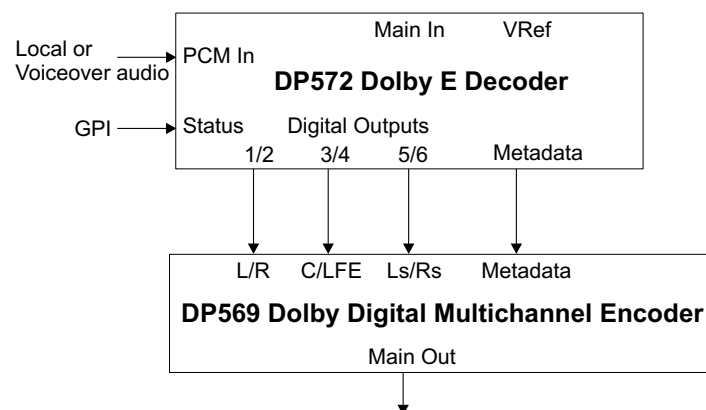 Main In VRef
Local or
Voiceover audio
PCM In
DP572 Dolby E Decoder
GPI
Status Digital Outputs
1/2 3/4 5/6 Metadata
L/R C/LFE Ls/Rs Metadata
DP569 Dolby Digital Multichannel Encoder
Main Out